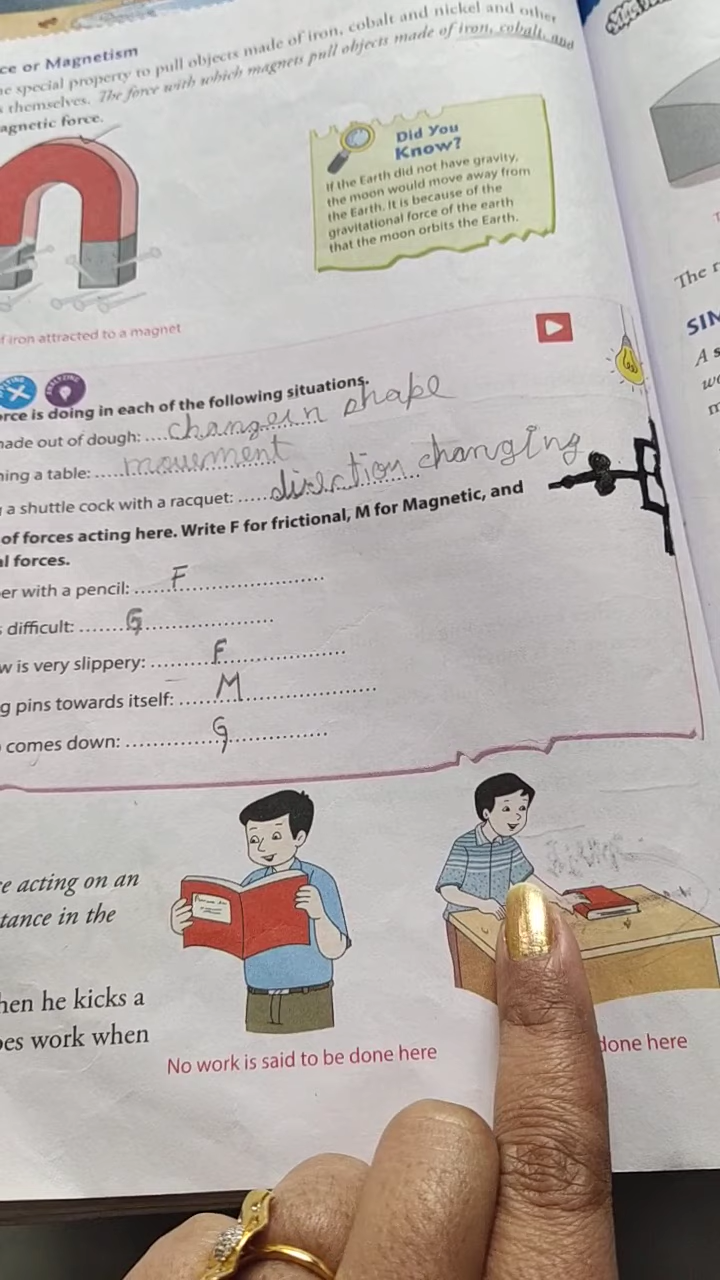 ce or Magnetism
e special property to pull objects made of iron, cobalt and nickel and other
s themselves. The force with which magnets pull objects made of iron, cobalt, and
agnetic force.
Did You
Know?
If the Earth did not have gravity,
the moon would move away from
the Earth. It is because of the
gravitational force of the earth
that the moon orbits the Earth.
f iron attracted to a magnet
The r
SIM
A s
wo
m
rce is doing in each of the following situations.
nade out of dough: ....change in shape
ning a table: .....movement
g a shuttle cock with a racquet: .....direction changing
of forces acting here. Write F for frictional, M for Magnetic, and
al forces.
er with a pencil: ......F..............................
s difficult: .......G......................
w is very slippery: ..........F....................
g pins towards itself: ......M..........................
comes down: ...............G.................
e acting on an
tance in the
hen he kicks a
oes work when
No work is said to be done here
done here